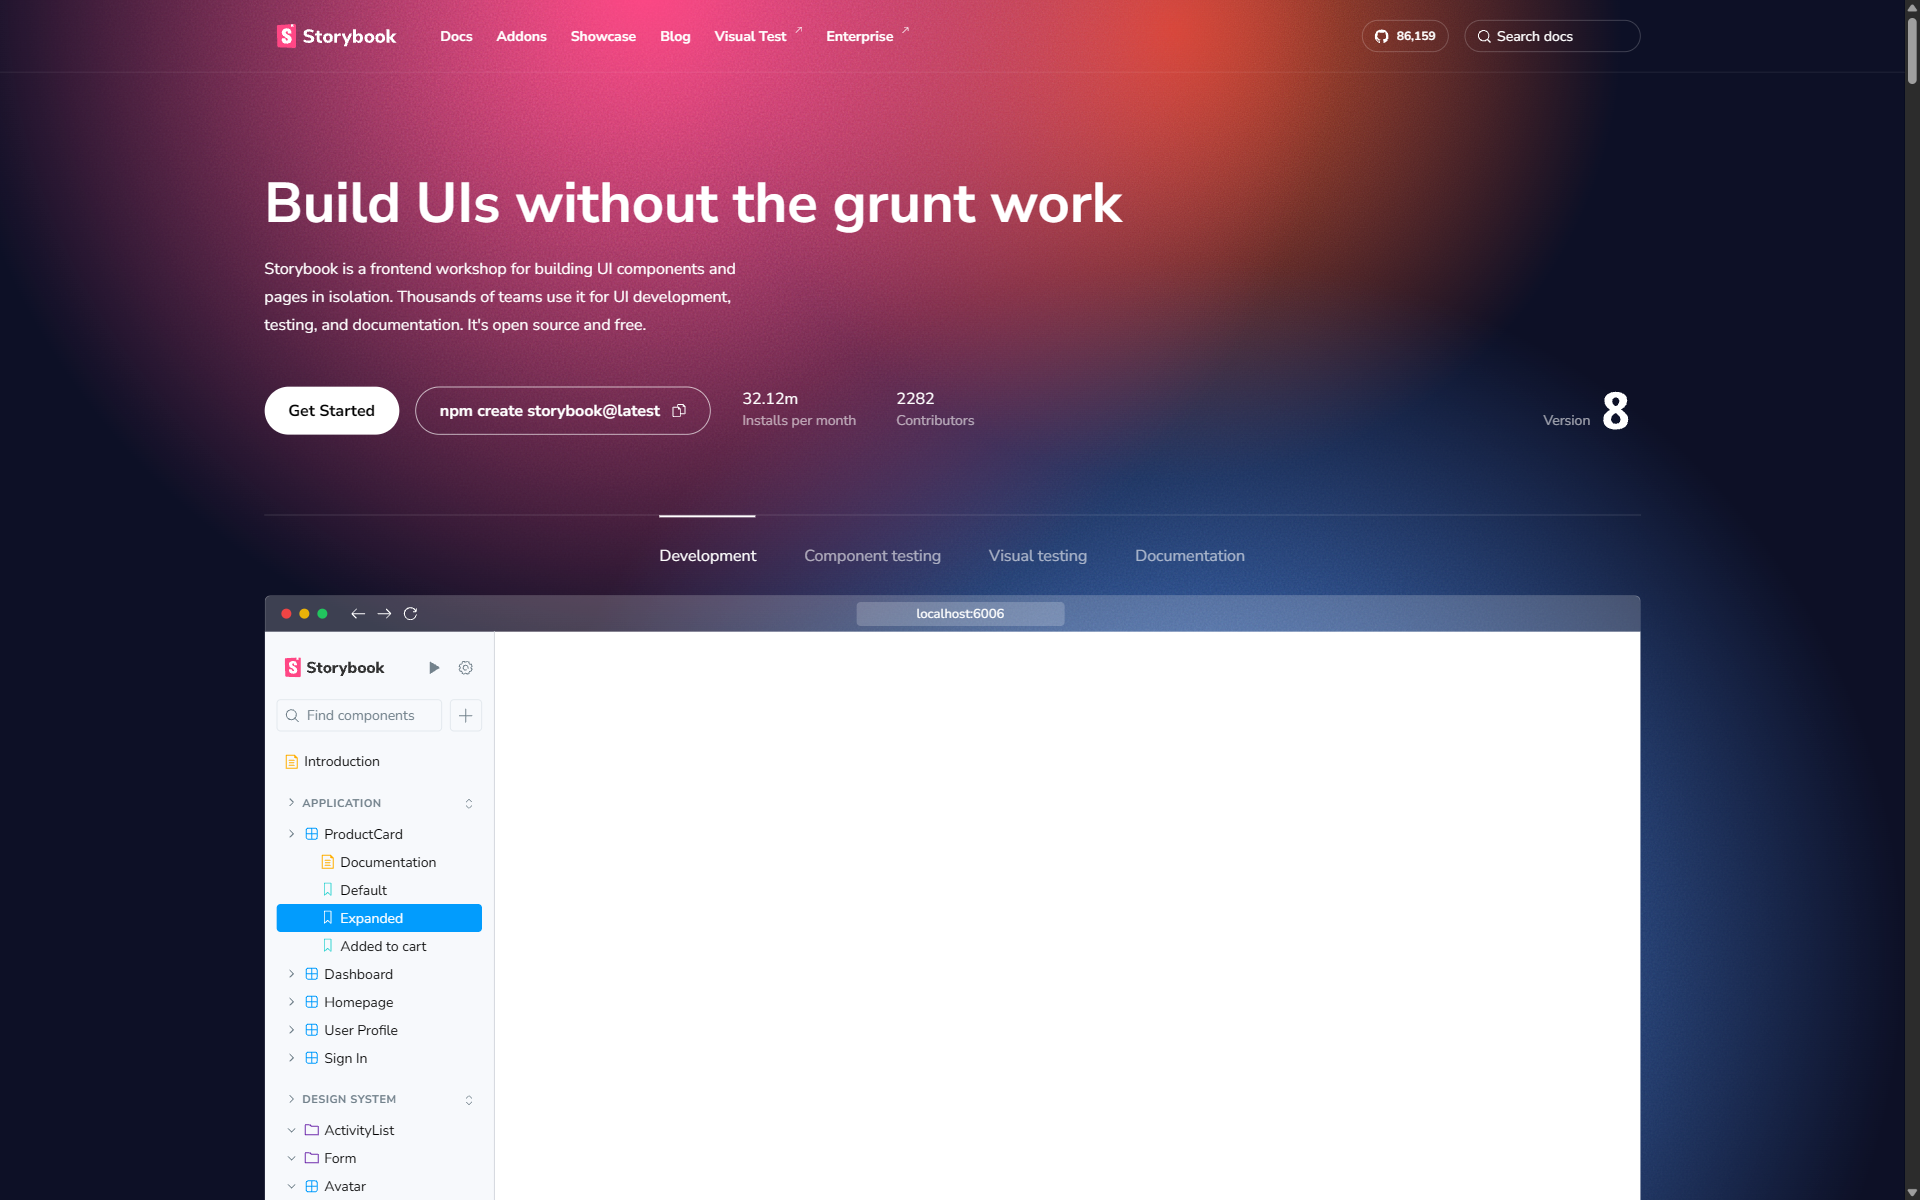 Storybook
Docs
Addons
Showcase
Blog
Visual Test
Enterprise
86,159
Search docs
Build UIs without the grunt work
Storybook is a frontend workshop for building UI components and
pages in isolation. Thousands of teams use it for UI development,
testing, and documentation. It's open source and free.
Get Started
npm create storybook@latest
32.12m
Installs per month
2282
Contributors
Version 8
Development
Component testing
Visual testing
Documentation
localhost:6006
Storybook
Find components
Introduction
APPLICATION
ProductCard
Documentation
Default
Expanded
Added to cart
Dashboard
Homepage
User Profile
Sign In
DESIGN SYSTEM
ActivityList
Form
Avatar